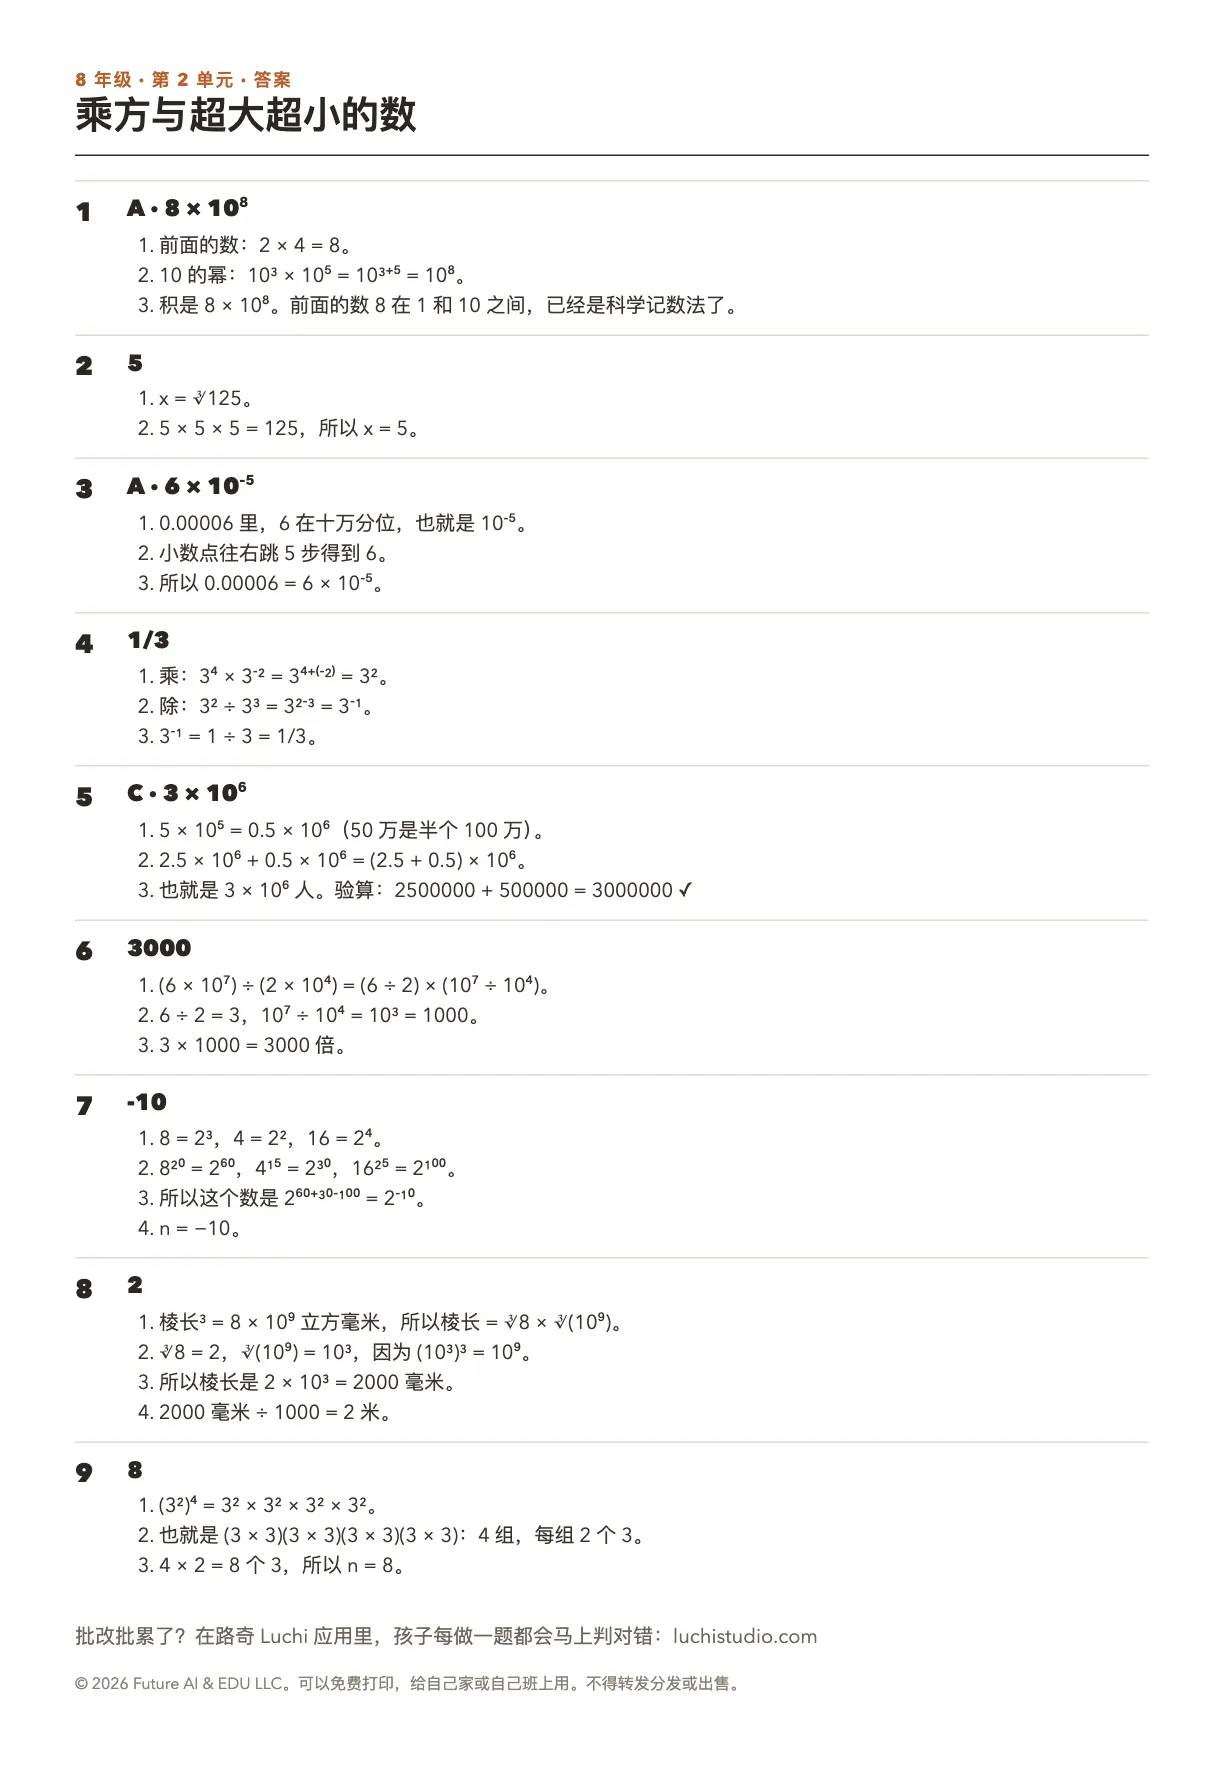 8 年级 · 第 2 单元 · 答案
乘方与超大超小的数
1 A · 8 × 10⁸
1. 前面的数：2 × 4 = 8。
2. 10 的幂：10³ × 10⁵ = 10³⁺⁵ = 10⁸。
3. 积是 8 × 10⁸。前面的数 8 在 1 和 10 之间，已经是科学记数法了。
2 5
1. x = ∛125。
2. 5 × 5 × 5 = 125，所以 x = 5。
3 A · 6 × 10⁻⁵
1. 0.00006 里，6 在十万分位，也就是 10⁻⁵。
2. 小数点往右跳 5 步得到 6。
3. 所以 0.00006 = 6 × 10⁻⁵。
4 1/3
1. 乘：3⁴ × 3⁻² = 3⁴⁺⁽⁻²⁾ = 3²。
2. 除：3² ÷ 3³ = 3²⁻³ = 3⁻¹。
3. 3⁻¹ = 1 ÷ 3 = 1/3。
5 C · 3 × 10⁶
1. 5 × 10⁵ = 0.5 × 10⁶（50 万是半个 100 万）。
2. 2.5 × 10⁶ + 0.5 × 10⁶ = (2.5 + 0.5) × 10⁶。
3. 也就是 3 × 10⁶ 人。验算：2500000 + 500000 = 3000000 ✓
6 3000
1. (6 × 10⁷) ÷ (2 × 10⁴) = (6 ÷ 2) × (10⁷ ÷ 10⁴)。
2. 6 ÷ 2 = 3，10⁷ ÷ 10⁴ = 10³ = 1000。
3. 3 × 1000 = 3000 倍。
7 -10
1. 8 = 2³，4 = 2²，16 = 2⁴。
2. 8²⁰ = 2⁶⁰，4¹⁵ = 2³⁰，16²⁵ = 2¹⁰⁰。
3. 所以这个数是 2⁶⁰⁺³⁰⁻¹⁰⁰ = 2⁻¹⁰。
4. n = −10。
8 2
1. 棱长³ = 8 × 10⁹ 立方毫米，所以棱长 = ∛8 × ∛(10⁹)。
2. ∛8 = 2，∛(10⁹) = 10³，因为 (10³)³ = 10⁹。
3. 所以棱长是 2 × 10³ = 2000 毫米。
4. 2000 毫米 ÷ 1000 = 2 米。
9 8
1. (3²)⁴ = 3² × 3² × 3² × 3²。
2. 也就是 (3 × 3)(3 × 3)(3 × 3)(3 × 3)：4 组，每组 2 个 3。
3. 4 × 2 = 8 个 3，所以 n = 8。
批改批累了？在路奇 Luchi 应用里，孩子每做一题都会马上判对错：luchistudio.com
© 2026 Future AI & EDU LLC。可以免费打印，给自己家或自己班上用。不得转发分发或出售。